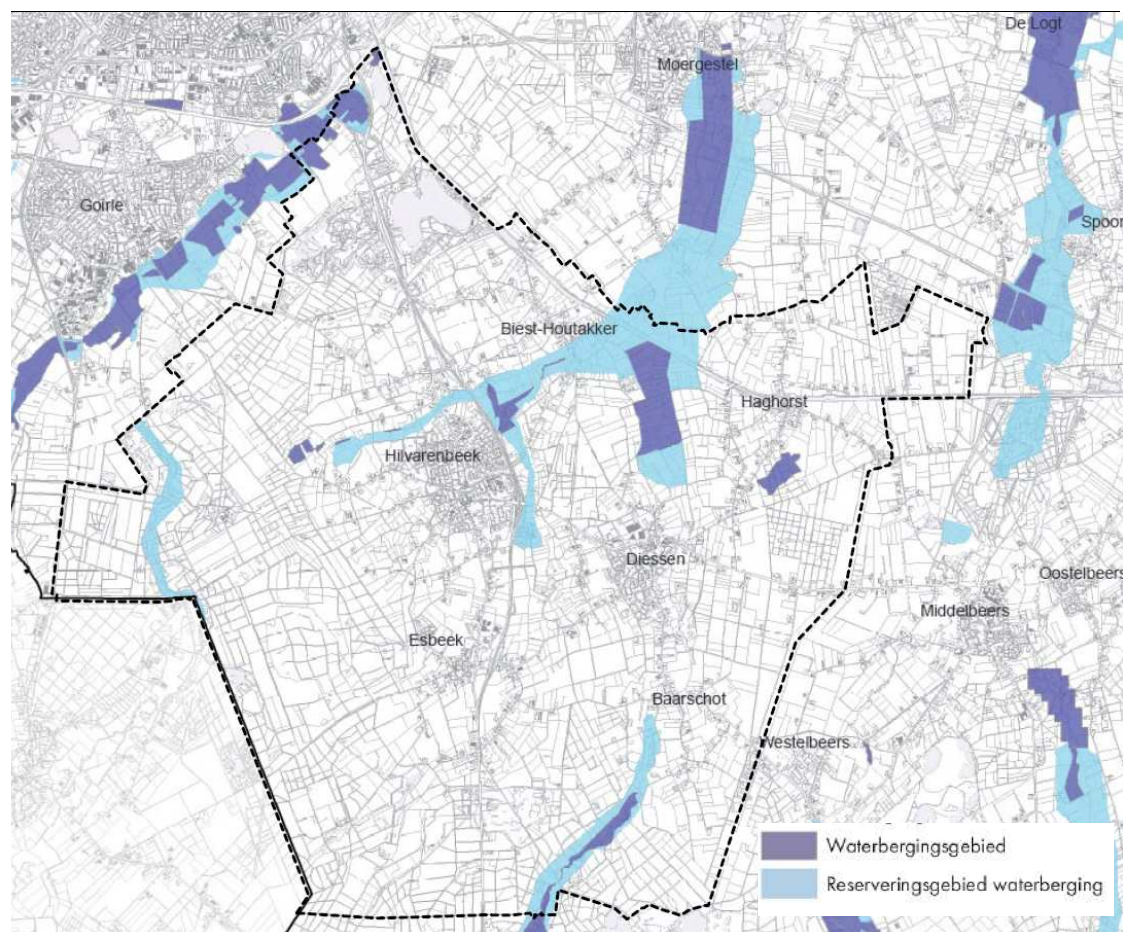 De Logt
Moergestel
Goirle
Spoor
Biest-Houtakker
Haghorst
Hilvarenbeek
Diessen
Oostelbeers
Middelbeers
Esbeek
Baarschot
Westelbeers
Waterbergingsgebied
Reserveringsgebied waterberging